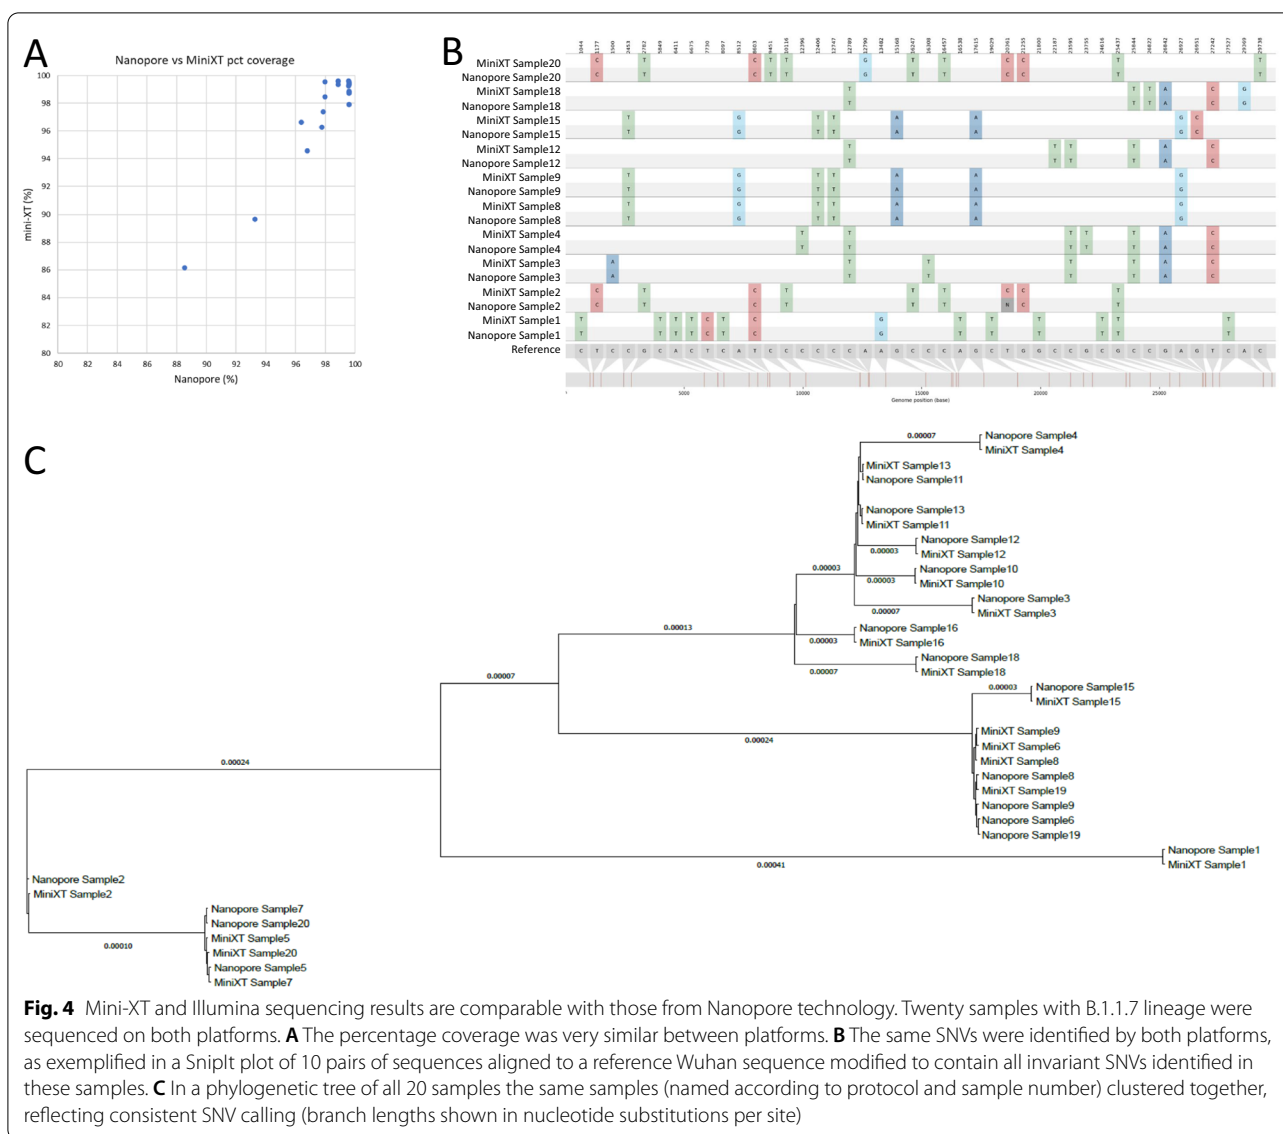 A
Nanopore vs MiniXT pct coverage
100
98
96
94
92
90
88
86
84
82
80
mini-XT (%)
80 82 84 86 88 90 92 94 96 98 100
Nanopore (%)
B
MiniXT Sample20
Nanopore Sample20
MiniXT Sample18
Nanopore Sample18
MiniXT Sample15
Nanopore Sample15
MiniXT Sample12
Nanopore Sample12
MiniXT Sample9
Nanopore Sample9
MiniXT Sample8
Nanopore Sample8
MiniXT Sample4
Nanopore Sample4
MiniXT Sample3
Nanopore Sample3
MiniXT Sample2
Nanopore Sample2
MiniXT Sample1
Nanopore Sample1
Reference
C T C C G C A C T C A T C C C C C A A G C C C A G C T G G C C G C G C C G A G T C A C
0 5000 10000 15000 20000 25000
Genome position (base)
C
0.00007
Nanopore Sample4
MiniXT Sample4
MiniXT Sample13
Nanopore Sample11
Nanopore Sample13
MiniXT Sample11
Nanopore Sample12
0.00003
MiniXT Sample12
Nanopore Sample10
0.00003
0.00003
MiniXT Sample10
Nanopore Sample3
0.00007
MiniXT Sample3
0.00013
Nanopore Sample16
0.00003
MiniXT Sample16
Nanopore Sample18
0.00007
MiniXT Sample18
0.00007
0.00003
Nanopore Sample15
MiniXT Sample15
MiniXT Sample9
0.00024
MiniXT Sample6
MiniXT Sample8
0.00024
Nanopore Sample8
MiniXT Sample19
Nanopore Sample9
Nanopore Sample6
Nanopore Sample19
Nanopore Sample1
0.00041
MiniXT Sample1
Nanopore Sample2
MiniXT Sample2
Nanopore Sample7
Nanopore Sample20
MiniXT Sample5
0.00010
MiniXT Sample20
Nanopore Sample5
MiniXT Sample7
Fig. 4 Mini-XT and Illumina sequencing results are comparable with those from Nanopore technology. Twenty samples with B.1.1.7 lineage were
sequenced on both platforms. A The percentage coverage was very similar between platforms. B The same SNVs were identified by both platforms,
as exemplified in a SnipIt plot of 10 pairs of sequences aligned to a reference Wuhan sequence modified to contain all invariant SNVs identified in
these samples. C In a phylogenetic tree of all 20 samples the same samples (named according to protocol and sample number) clustered together,
reflecting consistent SNV calling (branch lengths shown in nucleotide substitutions per site)